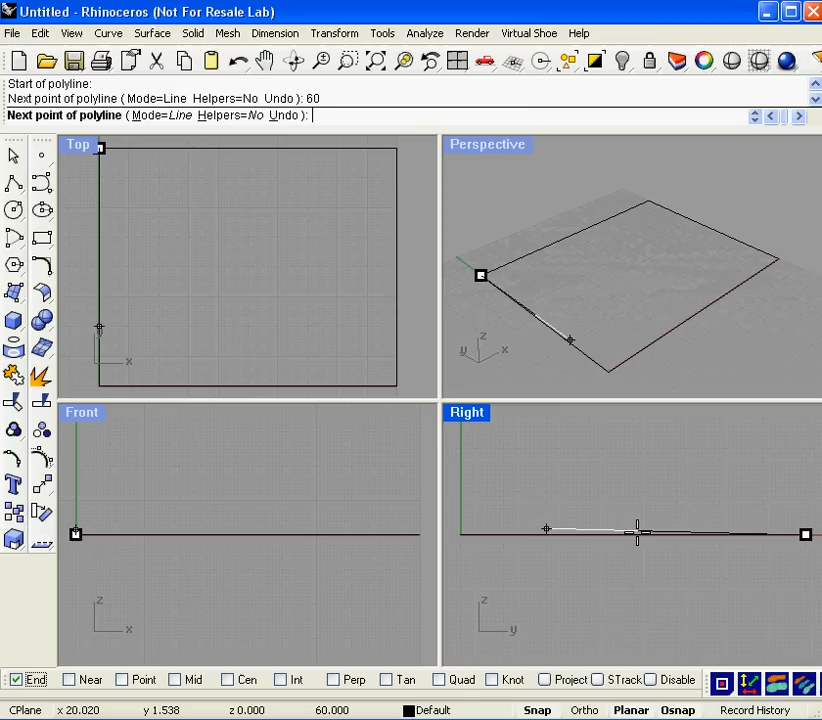 Untitled - Rhinoceros (Not For Resale Lab)
File Edit View Curve Surface Solid Mesh Dimension Transform Tools Analyze Render Virtual Shoe Help
Start of polyline:
Next point of polyline ( Mode=Line Helpers=No Undo ): 60
Next point of polyline ( Mode=Line Helpers=No Undo ):
Top
Perspective
x
z
y
x
Front
Right
z
x
z
y
End Near Point Mid Cen Int Perp Tan Quad Knot Project STrack Disable
CPlane x 20.020 y 1.538 z 0.000 60.000 Default Snap Ortho Planar Osnap Record History